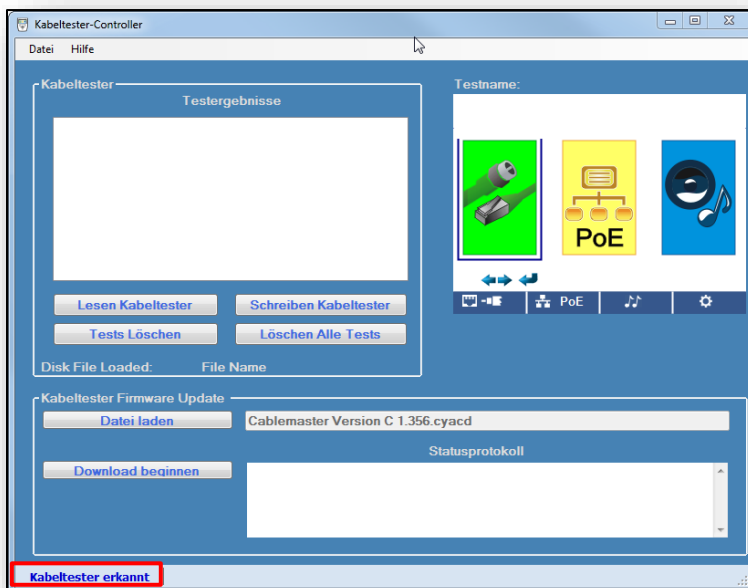 Kabeltester-Controller
Datei Hilfe
Kabeltester
Testergebnisse
Lesen Kabeltester Schreiben Kabeltester
Tests Löschen Löschen Alle Tests
Disk File Loaded: File Name
Testname:
PoE
PoE
Kabeltester Firmware Update
Datei laden Cablemaster Version C 1.356.cyacd
Statusprotokoll
Download beginnen
Kabeltester erkannt